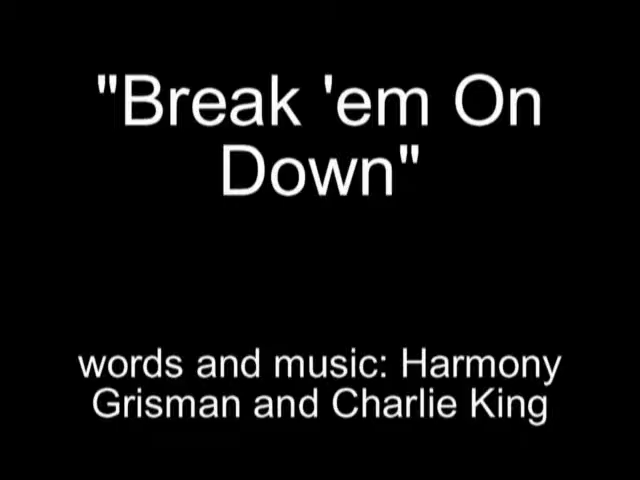 "Break 'em On
Down"
words and music: Harmony
Grisman and Charlie King